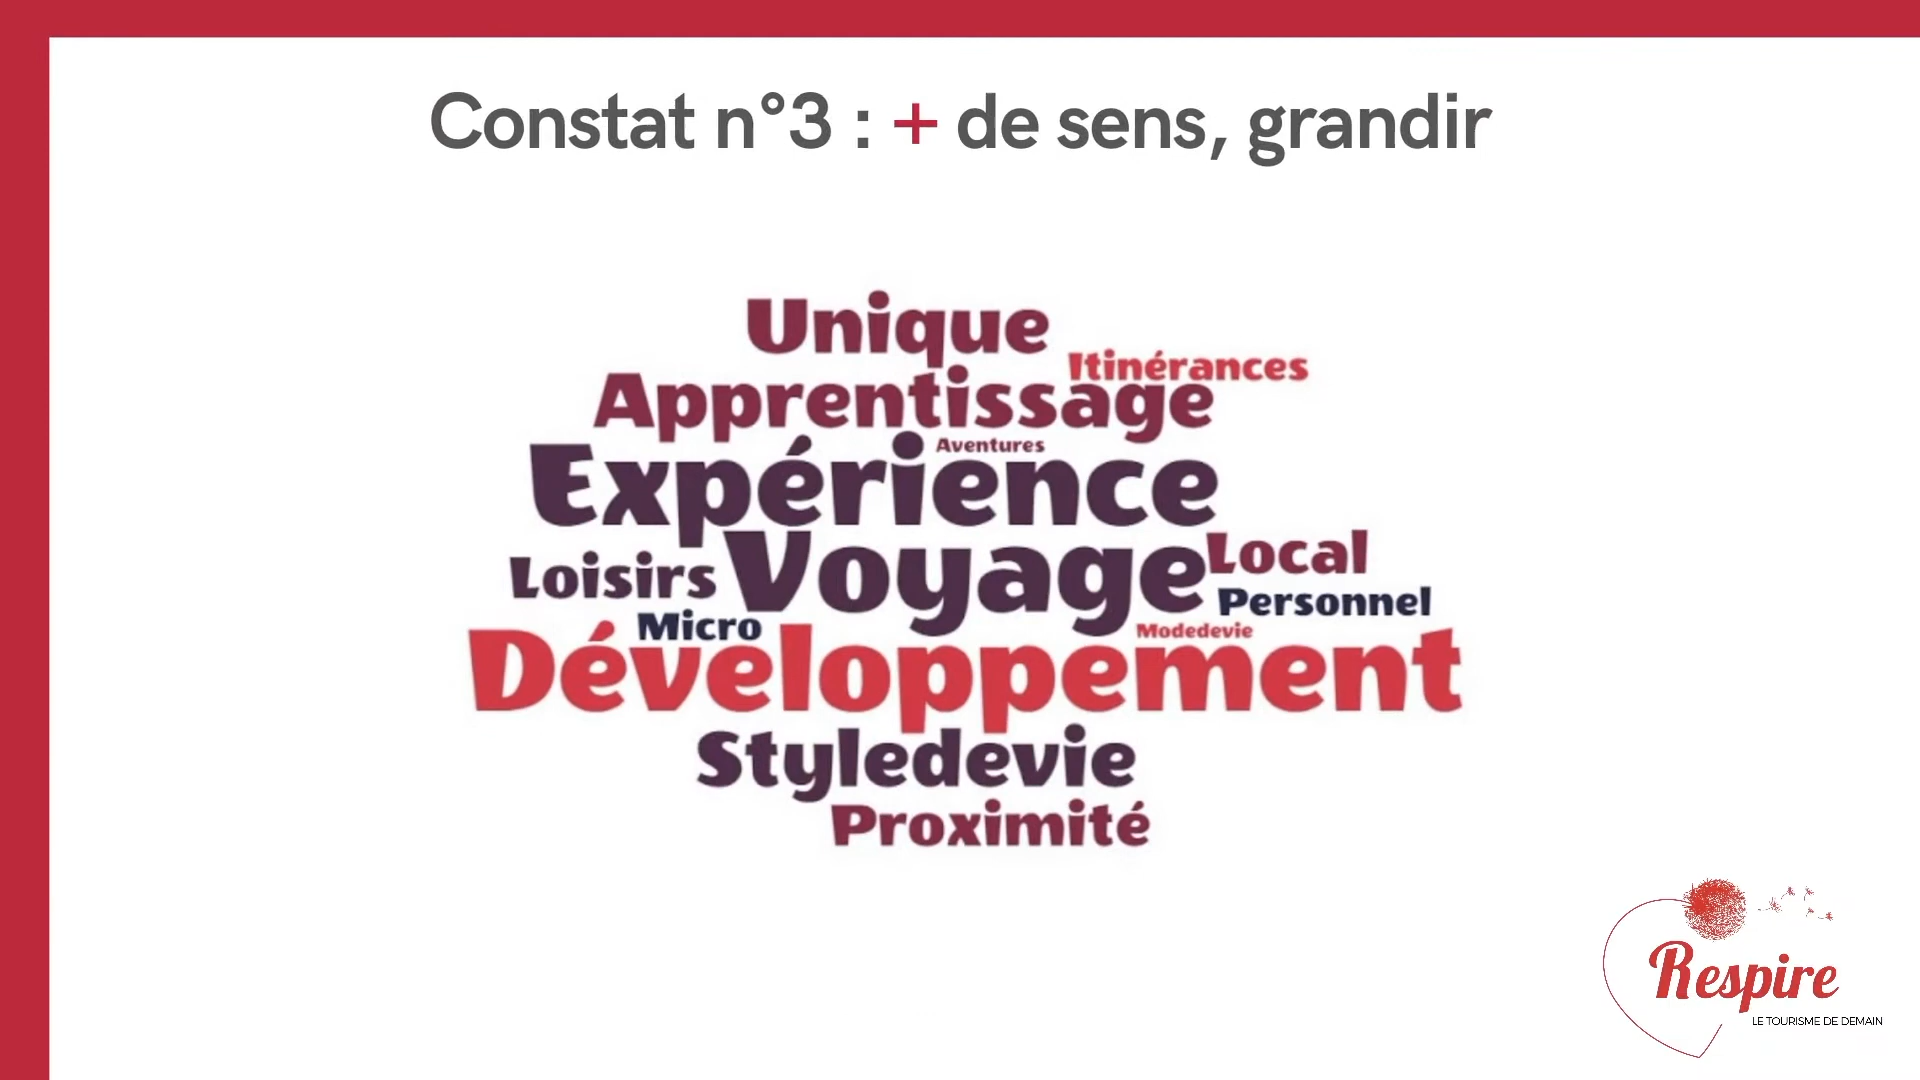 Constat n°3 : + de sens, grandir
Unique
Itinérances
Apprentissage
Aventures
Expérience
Local
Loisirs Voyage
Personnel
Micro
Modedevie
Développement
Styledevie
Proximité
Respire
LE TOURISME DE DEMAIN